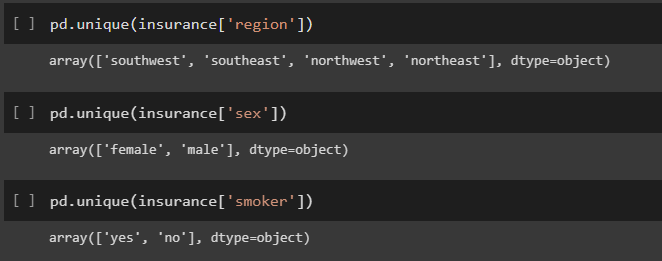 [ ] pd.unique(insurance['region'])
array(['southwest', 'southeast', 'northwest', 'northeast'], dtype=object)
[ ] pd.unique(insurance['sex'])
array(['female', 'male'], dtype=object)
[ ] pd.unique(insurance['smoker'])
array(['yes', 'no'], dtype=object)